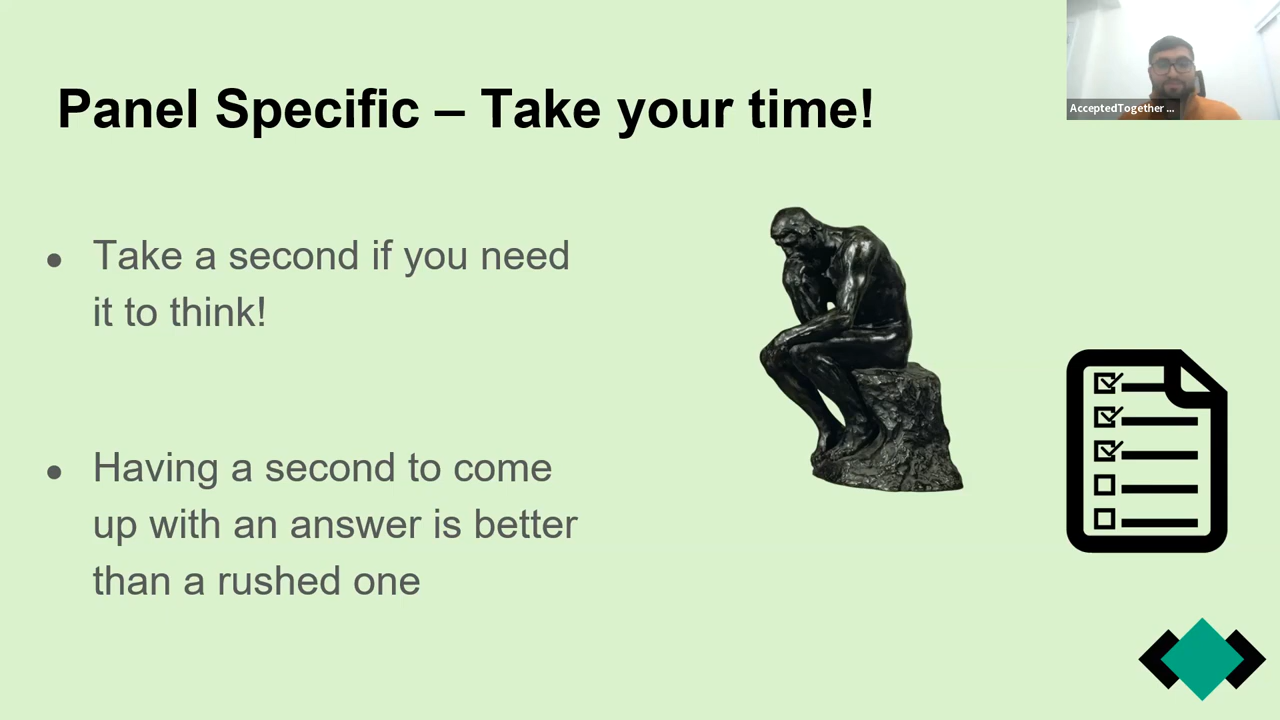 Panel Specific – Take your time!
AcceptedTogether ...
● Take a second if you need
it to think!
● Having a second to come
up with an answer is better
than a rushed one